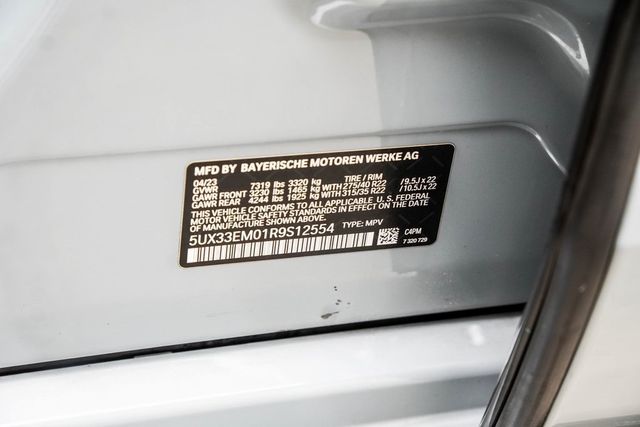 MFD BY BAYERISCHE MOTOREN WERKE AG
04/23
GVWR 7319 lbs 3320 kg TIRE / RIM
GAWR FRONT 3230 lbs 1465 kg WITH 275/40 R22 / 9.5J x 22
GAWR REAR 4244 lbs 1925 kg WITH 315/35 R22 / 10.5J x 22
THIS VEHICLE CONFORMS TO ALL APPLICABLE U.S. FEDERAL
MOTOR VEHICLE SAFETY STANDARDS IN EFFECT ON THE DATE
OF MANUFACTURE SHOWN ABOVE.
5UX33EM01R9S12554 TYPE: MPV
C4PM
7 320 729